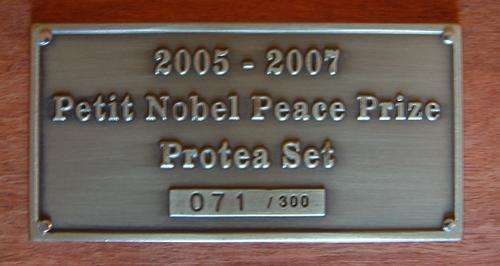 2005 - 2007
Petit Nobel Peace Prize
Protea Set
071 / 300